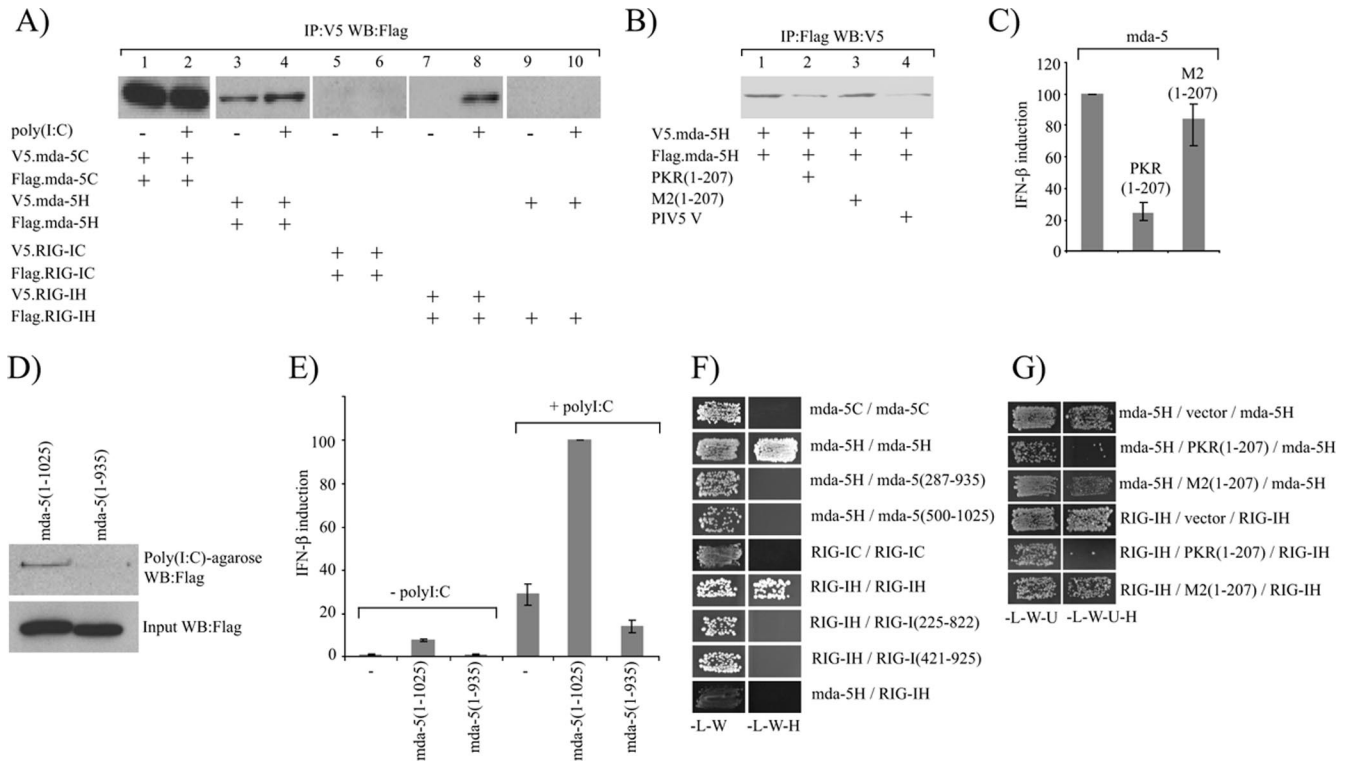 A)
IP:V5 WB:Flag
1 2 3 4 5 6 7 8 9 10
poly(I:C) - + - + - + - + - +
V5.mda-5C + +
Flag.mda-5C + +
V5.mda-5H + + + +
Flag.mda-5H + +
V5.RIG-IC + +
Flag.RIG-IC + +
V5.RIG-IH + +
Flag.RIG-IH + + + +
B)
IP:Flag WB:V5
1 2 3 4
V5.mda-5H + + + +
Flag.mda-5H + + + +
PKR(1-207) +
M2(1-207) +
PIV5 V +
C)
mda-5
IFN-β induction
120
100
80
60
40
20
0
PKR
(1-207)
M2
(1-207)
D)
mda-5(1-1025)
mda-5(1-935)
Poly(I:C)-agarose
WB:Flag
Input WB:Flag
E)
IFN-β induction
100
80
60
40
20
0
- polyI:C
+ polyI:C
-
mda-5(1-1025)
mda-5(1-935)
-
mda-5(1-1025)
mda-5(1-935)
F)
mda-5C / mda-5C
mda-5H / mda-5H
mda-5H / mda-5(287-935)
mda-5H / mda-5(500-1025)
RIG-IC / RIG-IC
RIG-IH / RIG-IH
RIG-IH / RIG-I(225-822)
RIG-IH / RIG-I(421-925)
mda-5H / RIG-IH
-L-W -L-W-H
G)
mda-5H / vector / mda-5H
mda-5H / PKR(1-207) / mda-5H
mda-5H / M2(1-207) / mda-5H
RIG-IH / vector / RIG-IH
RIG-IH / PKR(1-207) / RIG-IH
RIG-IH / M2(1-207) / RIG-IH
-L-W-U -L-W-U-H